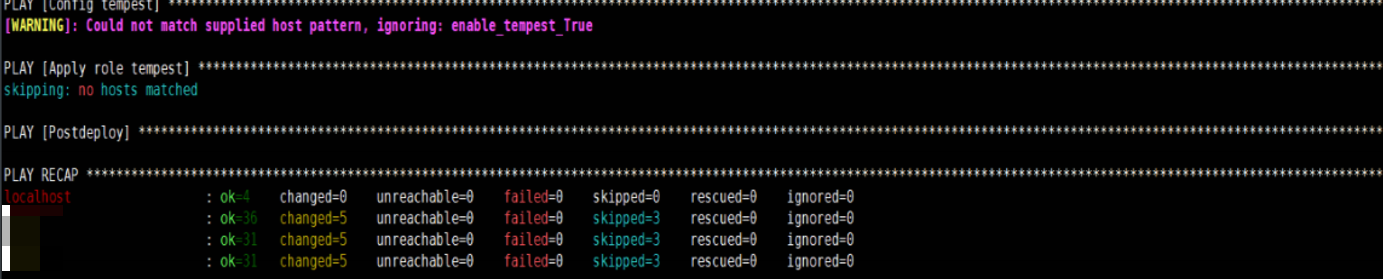 PLAY [Config tempest] ****************************************************************************************************************************************************************
[WARNING]: Could not match supplied host pattern, ignoring: enable_tempest_True
PLAY [Apply role tempest] ************************************************************************************************************************************************************
skipping: no hosts matched
PLAY [Postdeploy] ********************************************************************************************************************************************************************
PLAY RECAP ***************************************************************************************************************************************************************************
localhost : ok=4 changed=0 unreachable=0 failed=0 skipped=0 rescued=0 ignored=0
: ok=36 changed=5 unreachable=0 failed=0 skipped=3 rescued=0 ignored=0
: ok=31 changed=5 unreachable=0 failed=0 skipped=3 rescued=0 ignored=0
: ok=31 changed=5 unreachable=0 failed=0 skipped=3 rescued=0 ignored=0